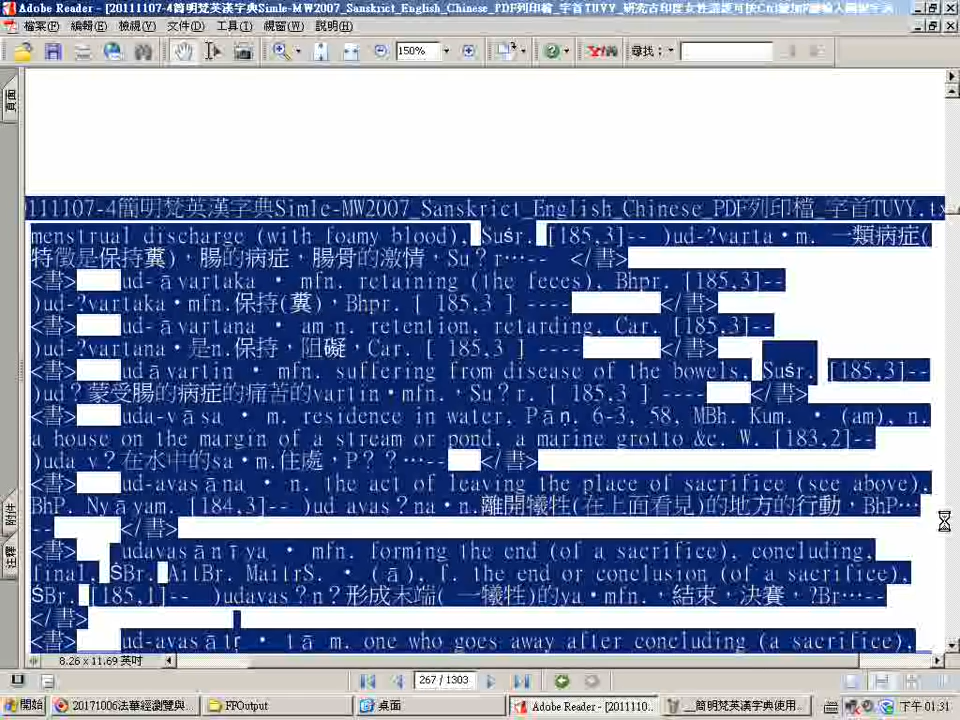 Adobe Reader - [20111107-4簡明梵英漢字典Simle-MW2007_Sanskrict_English_Chinese_PDF列印檔_字首TUVY_研究古印度女性
檔案(F) 編輯(E) 檢視(V) 文件(D) 工具(T) 視窗(W) 說明(H)
150% 尋找：
頁面
111107-4簡明梵英漢字典Simle-MW2007_Sanskrict_English_Chinese_PDF列印檔_字首TUVY.tx
menstrual discharge (with foamy blood), Suśr. [185,3]-- )ud-?varta•m. 一類病症(
特徵是保持糞)，腸的病症，腸骨的激情，Su？r…-- </書>
<書> ud-āvartaka • mfn. retaining (the feces), Bhpr. [185,3]--
)ud-?vartaka•mfn.保持(糞)，Bhpr. [ 185,3 ] ---- </書>
<書> ud-āvartana • am n. retention, retarding, Car. [185,3]--
)ud-?vartana•是n.保持，阻礙，Car. [ 185,3 ] ---- </書>
<書> udāvartin • mfn. suffering from disease of the bowels, Suśr. [185,3]--
)ud？蒙受腸的病症的痛苦的vartin•mfn.，Su？r. [ 185,3 ] ---- </書>
<書> uda-vāsa • m. residence in water, Pāṇ. 6-3, 58, MBh. Kum. • (am), n.
a house on the margin of a stream or pond, a marine grotto &c. W. [183,2]--
)uda v？在水中的sa•m.住處，P？？…-- </書>
<書> ud-avasāna • n. the act of leaving the place of sacrifice (see above),
BhP. Nyāyam. [184,3]-- )ud avas？na•n.離開犧牲(在上面看見)的地方的行動，BhP…
-- </書>
<書> udavasānīya • mfn. forming the end (of a sacrifice), concluding,
final, ŚBr. AitBr. MaitrS. • (ā), f. the end or conclusion (of a sacrifice),
ŚBr. [185,1]-- )udavas？n？形成末端( 一犧牲)的ya•mfn.，結束，決賽，?Br…--
</書>
<書> ud-avasātṛ • tā m. one who goes away after concluding (a sacrifice),
附件
注釋
8.26 x 11.69 英吋
267 / 1303
開始 20171006法華經瀏覽與... FFOutput 桌面 Adobe Reader - [201110... __簡明梵英漢字典使用... 下午 01:31